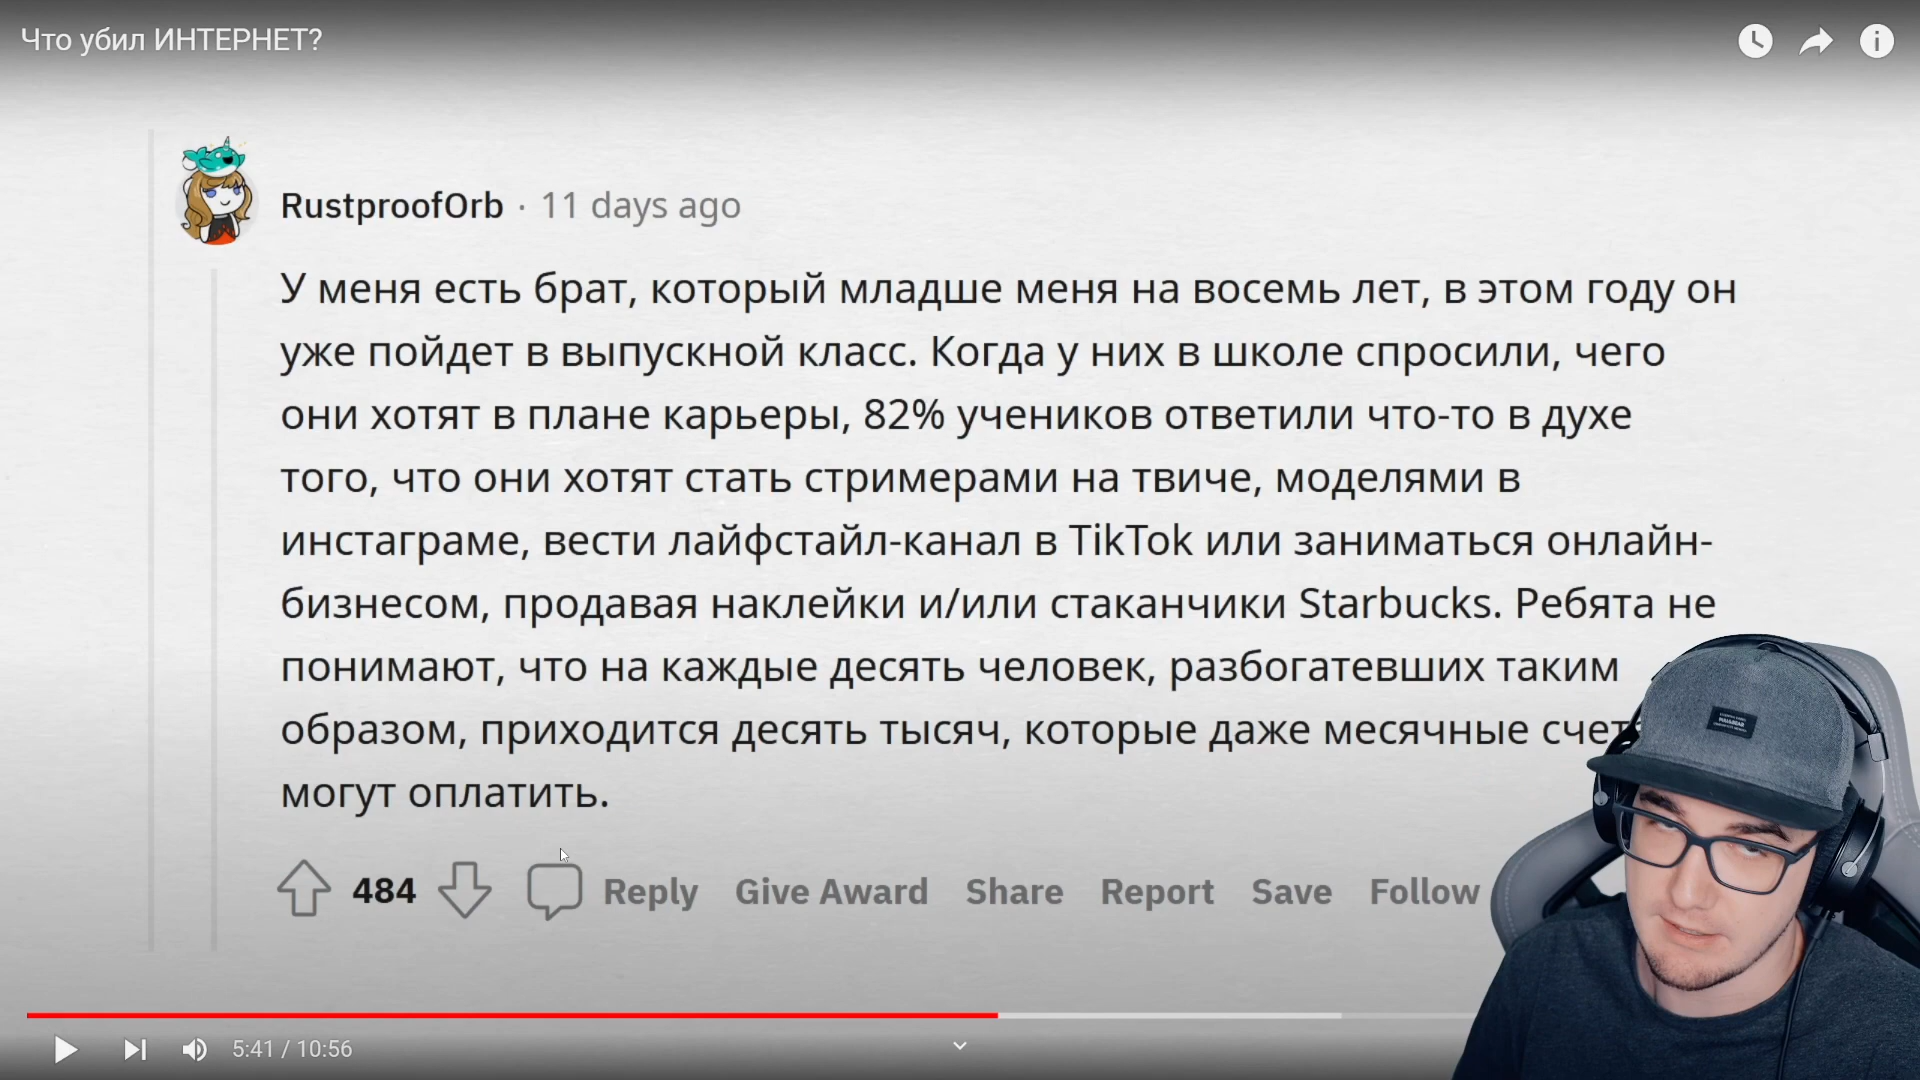 Что убил ИНТЕРНЕТ?
RustproofOrb · 11 days ago
У меня есть брат, который младше меня на восемь лет, в этом году он
уже пойдет в выпускной класс. Когда у них в школе спросили, чего
они хотят в плане карьеры, 82% учеников ответили что-то в духе
того, что они хотят стать стримерами на твиче, моделями в
инстаграме, вести лайфстайл-канал в TikTok или заниматься онлайн-
бизнесом, продавая наклейки и/или стаканчики Starbucks. Ребята не
понимают, что на каждые десять человек, разбогатевших таким
образом, приходится десять тысяч, которые даже месячные
могут оплатить.
484 Reply Give Award Share Report Save Follow
5:41 / 10:56